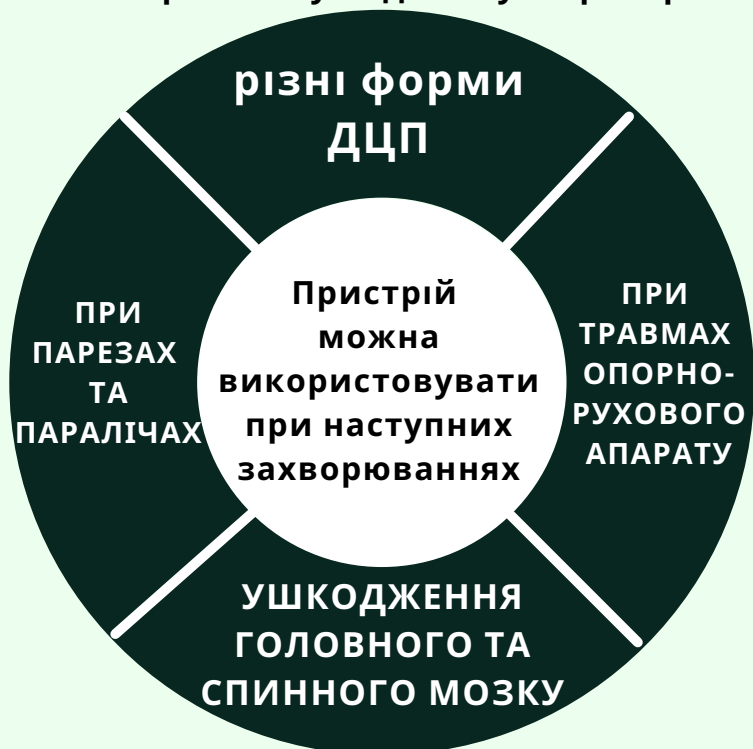 різні форми
ДЦП
ПРИ
ПАРЕЗАХ
ТА
ПАРАЛІЧАХ
Пристрій
можна
використовувати
при наступних
захворюваннях
ПРИ
ТРАВМАХ
ОПОРНО-
РУХОВОГО
АПАРАТУ
УШКОДЖЕННЯ
ГОЛОВНОГО ТА
СПИННОГО МОЗКУ